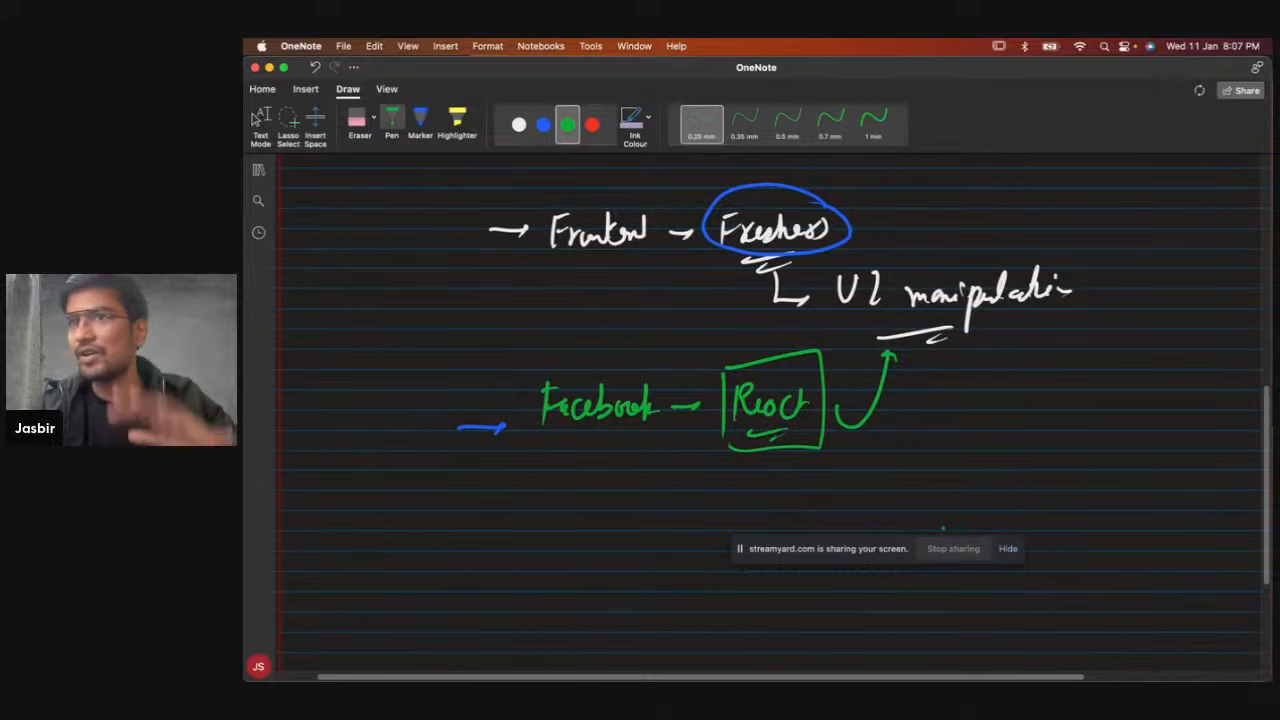 OneNote File Edit View Insert Format Notebooks Tools Window Help Wed 11 Jan 8:07 PM
OneNote
Home Insert Draw View Share
Text Mode Lasso Select Insert Space Eraser Pen Marker Highlighter Ink Colour 0.25 mm 0.35 mm 0.5 mm 0.7 mm 1 mm
→ Frontend → Freshers
UI manipulation
Facebook → React
Jasbir
streamyard.com is sharing your screen. Stop sharing Hide
JS